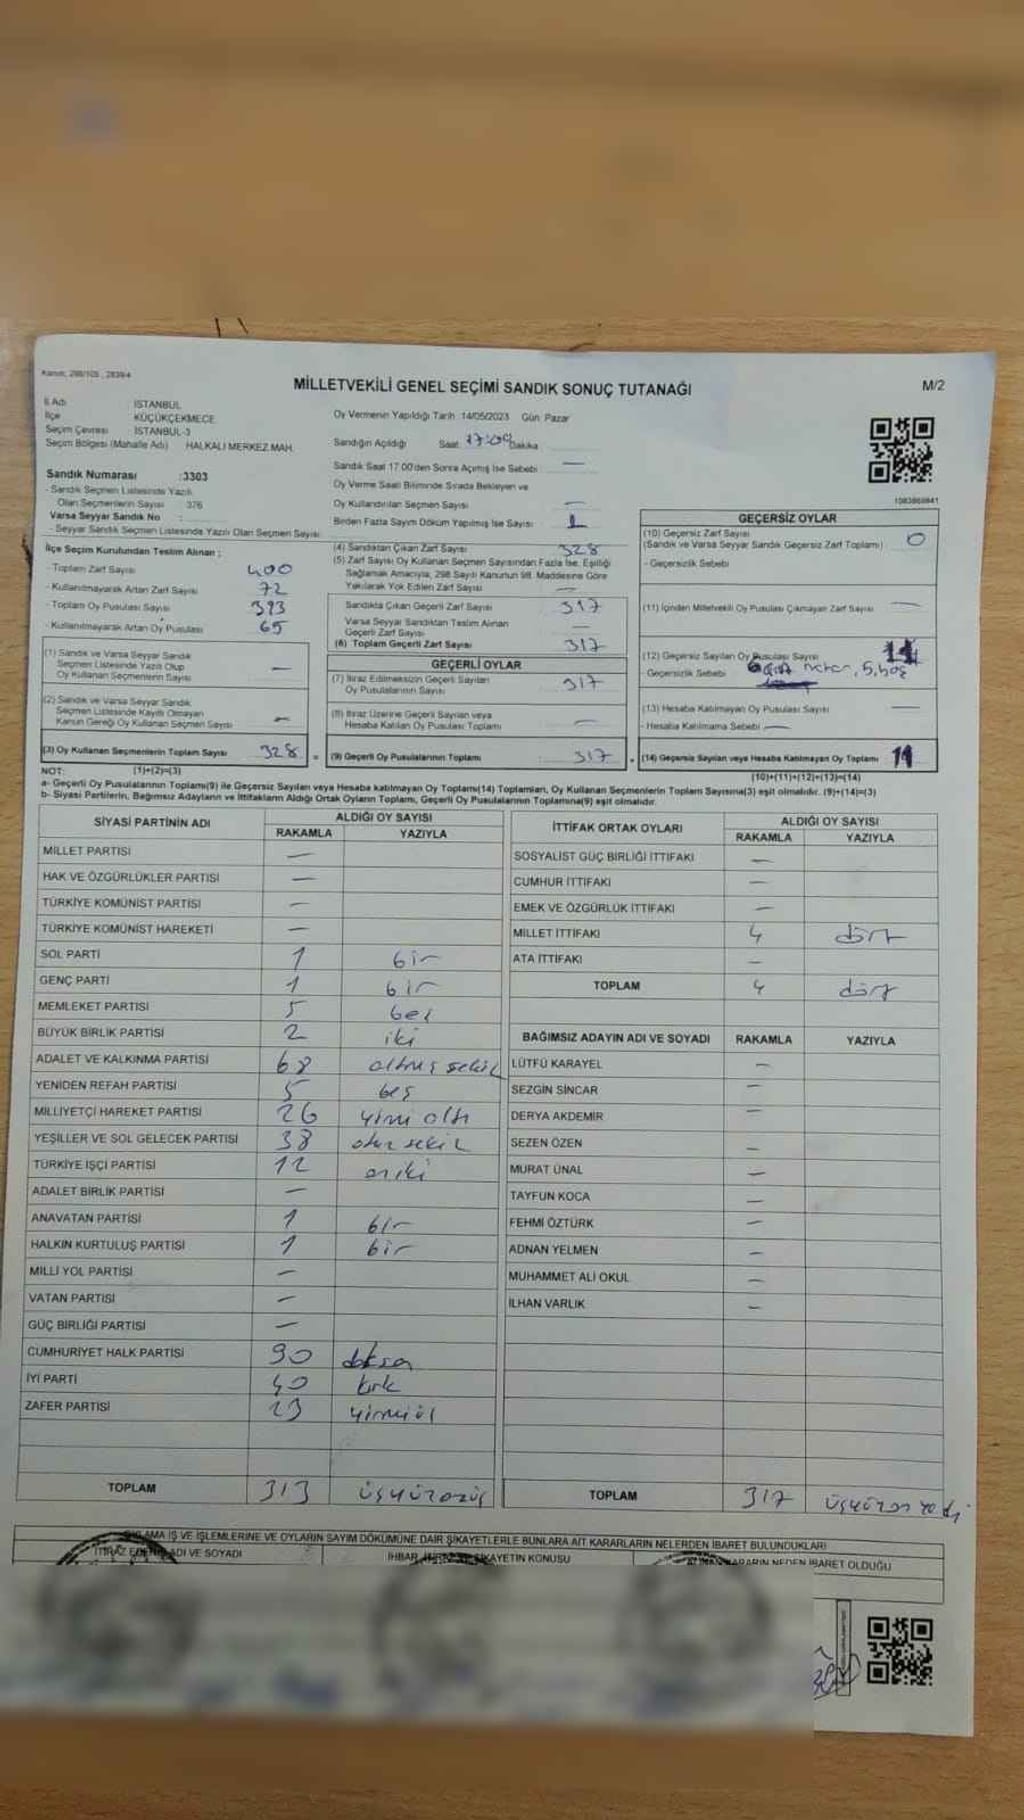 Kanun: 298/105, 2839/4
MİLLETVEKİLİ GENEL SEÇİMİ SANDIK SONUÇ TUTANAĞI
M/2
İl Adı : İSTANBUL
İlçe : KÜÇÜKÇEKMECE
Seçim Çevresi : İSTANBUL-3
Seçim Bölgesi (Mahalle Adı) : HALKALI MERKEZ MAH.
Sandık Numarası :3303
- Sandık Seçmen Listesinde Yazılı
Olan Seçmenlerin Sayısı : 376
Varsa Seyyar Sandık No :
- Seyyar Sandık Seçmen Listesinde Yazılı Olan Seçmen Sayısı:
Oy Vermenin Yapıldığı Tarih :14/05/2023 Gün: Pazar
Sandığın Açıldığı Saat: 17:09 Dakika
Sandık Saat 17.00'den Sonra Açılmış İse Sebebi : —
Oy Verme Saati Bitiminde Sırada Bekleyen ve
Oy Kullandırılan Seçmen Sayısı : —
Birden Fazla Sayım Döküm Yapılmış İse Sayısı : 1
İlçe Seçim Kurulundan Teslim Alınan :
- Toplam Zarf Sayısı : 400
- Kullanılmayarak Artan Zarf Sayısı : 72
- Toplam Oy Pusulası Sayısı : 393
- Kullanılmayarak Artan Oy Pusulası : 65
(1) Sandık ve Varsa Seyyar Sandık
Seçmen Listesinde Yazılı Olup
Oy Kullanan Seçmenlerin Sayısı —
(2) Sandık ve Varsa Seyyar Sandık
Seçmen Listesinde Kayıtlı Olmayan
Kanun Gereği Oy Kullanan Seçmen Sayısı —
(3) Oy Kullanan Seçmenlerin Toplam Sayısı 328
(1)+(2)=(3)
(4) Sandıktan Çıkan Zarf Sayısı : 328
(5) Zarf Sayısı Oy Kullanan Seçmen Sayısından Fazla İse, Eşitliği
Sağlamak Amacıyla, 298 Sayılı Kanunun 98. Maddesine Göre
Yakılarak Yok Edilen Zarf Sayısı : —
Sandıkta Çıkan Geçerli Zarf Sayısı : 317
Varsa Seyyar Sandıktan Teslim Alınan
Geçerli Zarf Sayısı : —
(6) Toplam Geçerli Zarf Sayısı : 317
GEÇERLİ OYLAR
(7) İtiraz Edilmeksizin Geçerli Sayılan
Oy Pusulalarının Sayısı : 317
(8) İtiraz Üzerine Geçerli Sayılan veya
Hesaba Katılan Oy Pusulası Toplamı : —
(9) Geçerli Oy Pusulalarının Toplamı : 317
1083869841
GEÇERSİZ OYLAR
(10) Geçersiz Zarf Sayısı
(Sandık ve Varsa Seyyar Sandık Geçersiz Zarf Toplamı) : 0
- Geçersizlik Sebebi :
(11) İçinden Milletvekili Oy Pusulası Çıkmayan Zarf Sayısı : —
(12) Geçersiz Sayılan Oy Pusulası Sayısı : 11
Geçersizlik Sebebi : 5, boş
(13) Hesaba Katılmayan Oy Pusulası Sayısı : —
- Hesaba Katılmama Sebebi : —
(14) Geçersiz Sayılan veya Hesaba Katılmayan Oy Toplamı : 11
(10)+(11)+(12)+(13)=(14)
NOT:
a- Geçerli Oy Pusulalarının Toplamı(9) ile Geçersiz Sayılan veya Hesaba katılmayan Oy Toplamı(14) Toplamları, Oy Kullanan Seçmenlerin Toplam Sayısına(3) eşit olmalıdır. (9)+(14)=(3)
b- Siyasi Partilerin, Bağımsız Adayların ve İttifakların Aldığı Ortak Oyların Toplamı, Geçerli Oy Pusulalarının Toplamına(9) eşit olmalıdır.
SİYASİ PARTİNİN ADI
ALDIĞI OY SAYISI
RAKAMLA YAZIYLA
MİLLET PARTİSİ —
HAK VE ÖZGÜRLÜKLER PARTİSİ —
TÜRKİYE KOMÜNİST PARTİSİ —
TÜRKİYE KOMÜNİST HAREKETİ —
SOL PARTİ 1 bir
GENÇ PARTİ 1 bir
MEMLEKET PARTİSİ 5 beş
BÜYÜK BİRLİK PARTİSİ 2 iki
ADALET VE KALKINMA PARTİSİ 68 altmış sekiz
YENİDEN REFAH PARTİSİ 5 beş
MİLLİYETÇİ HAREKET PARTİSİ 26 yirmi altı
YEŞİLLER VE SOL GELECEK PARTİSİ 38 otuz sekiz
TÜRKİYE İŞÇİ PARTİSİ 12 oniki
ADALET BİRLİK PARTİSİ —
ANAVATAN PARTİSİ 1 bir
HALKIN KURTULUŞ PARTİSİ 1 bir
MİLLİ YOL PARTİSİ —
VATAN PARTİSİ —
GÜÇ BİRLİĞİ PARTİSİ —
CUMHURİYET HALK PARTİSİ 90 doksan
İYİ PARTİ 40 kırk
ZAFER PARTİSİ 23 yirmiüç
TOPLAM 313 üçyüzonüç
İTTİFAK ORTAK OYLARI
ALDIĞI OY SAYISI
RAKAMLA YAZIYLA
SOSYALİST GÜÇ BİRLİĞİ İTTİFAKI —
CUMHUR İTTİFAKI —
EMEK VE ÖZGÜRLÜK İTTİFAKI —
MİLLET İTTİFAKI 4 dört
ATA İTTİFAKI —
TOPLAM 4 dört
BAĞIMSIZ ADAYIN ADI VE SOYADI RAKAMLA YAZIYLA
LÜTFÜ KARAYEL —
SEZGİN SİNCAR —
DERYA AKDEMİR —
SEZEN ÖZEN —
MURAT ÜNAL —
TAYFUN KOCA —
FEHMİ ÖZTÜRK —
ADNAN YELMEN —
MUHAMMET ALİ OKUL —
İLHAN VARLIK —
TOPLAM 317 üçyüzon yedi
İŞ VE İŞLEMLERİNE VE OYLARIN SAYIM DÖKÜMÜNE DAİR ŞİKAYETLERLE BUNLARA AİT KARARLARIN NELERDEN İBARET BULUNDUKLARI
ADI VE SOYADI
ŞİKAYETİN KONUSU
KARARIN NEDEN İBARET OLDUĞU